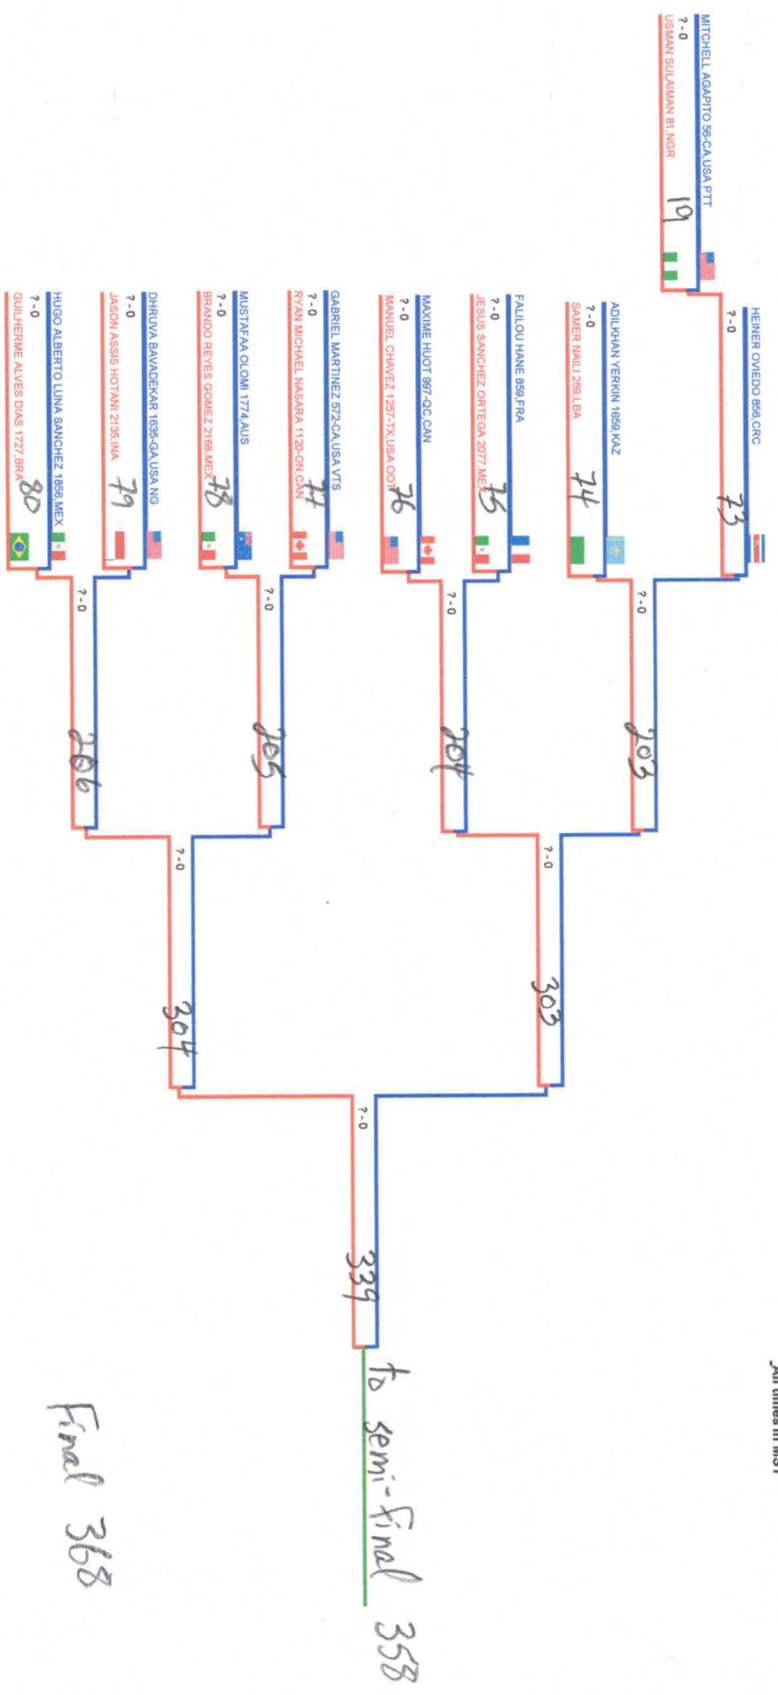 All times in MST
MITCHELL AGAPITO 56-CA,USA PTT
?-0
19
USMAN SULAIMAN 81,NGR
HEINER OVIEDO 856,CRC
?-0
73
ADILKHAN YERKIN 1659,KAZ
?-0
74
SAMER NAILI 269,LBA
FALILOU HANE 859,FRA
?-0
75
JESUS SANCHEZ ORTEGA 2077,MEX
MAXIME HUOT 997-QC,CAN
?-0
76
MANUEL CHAVEZ 1257-TX,USA OOT
GABRIEL MARTINEZ 572-CA,USA VTS
?-0
77
RYAN MICHAEL NASARA 1120-ON,CAN
MUSTAFAA OLOMI 1774,AUS
?-0
78
BRANDO REYES GOMEZ 2166,MEX
DHRUVA BAVADEKAR 1635-GA,USA NG
?-0
79
JASON ASSIS HOTANI 2135,INA
HUGO ALBERTO LUNA SANCHEZ 1856,MEX
?-0
80
GUILHERME ALVES DIAS 1727,BRA
?-0
203
?-0
204
?-0
205
?-0
206
?-0
303
?-0
304
?-0
339
to semi-final 358
Final 368